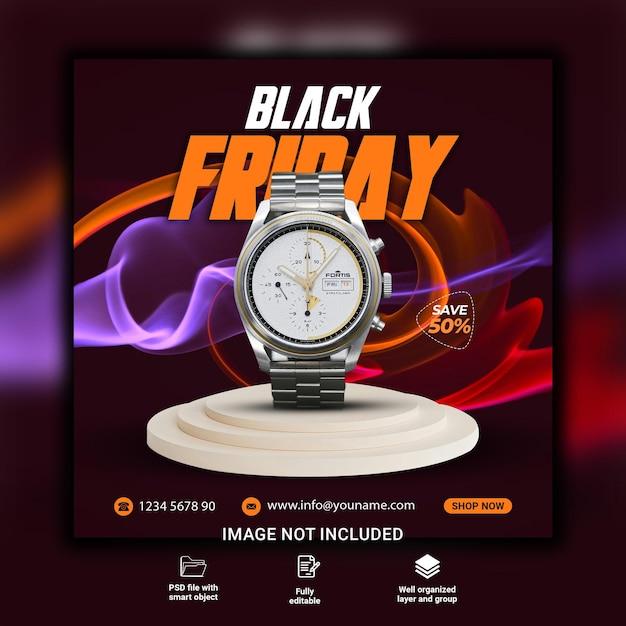 BLACK
FRIDAY
FORTIS
SAVE
50%
1234 5678 90
www.info@youname.com
SHOP NOW
IMAGE NOT INCLUDED
PSD file with
smart object
Fully
editable
Well organized
layer and group